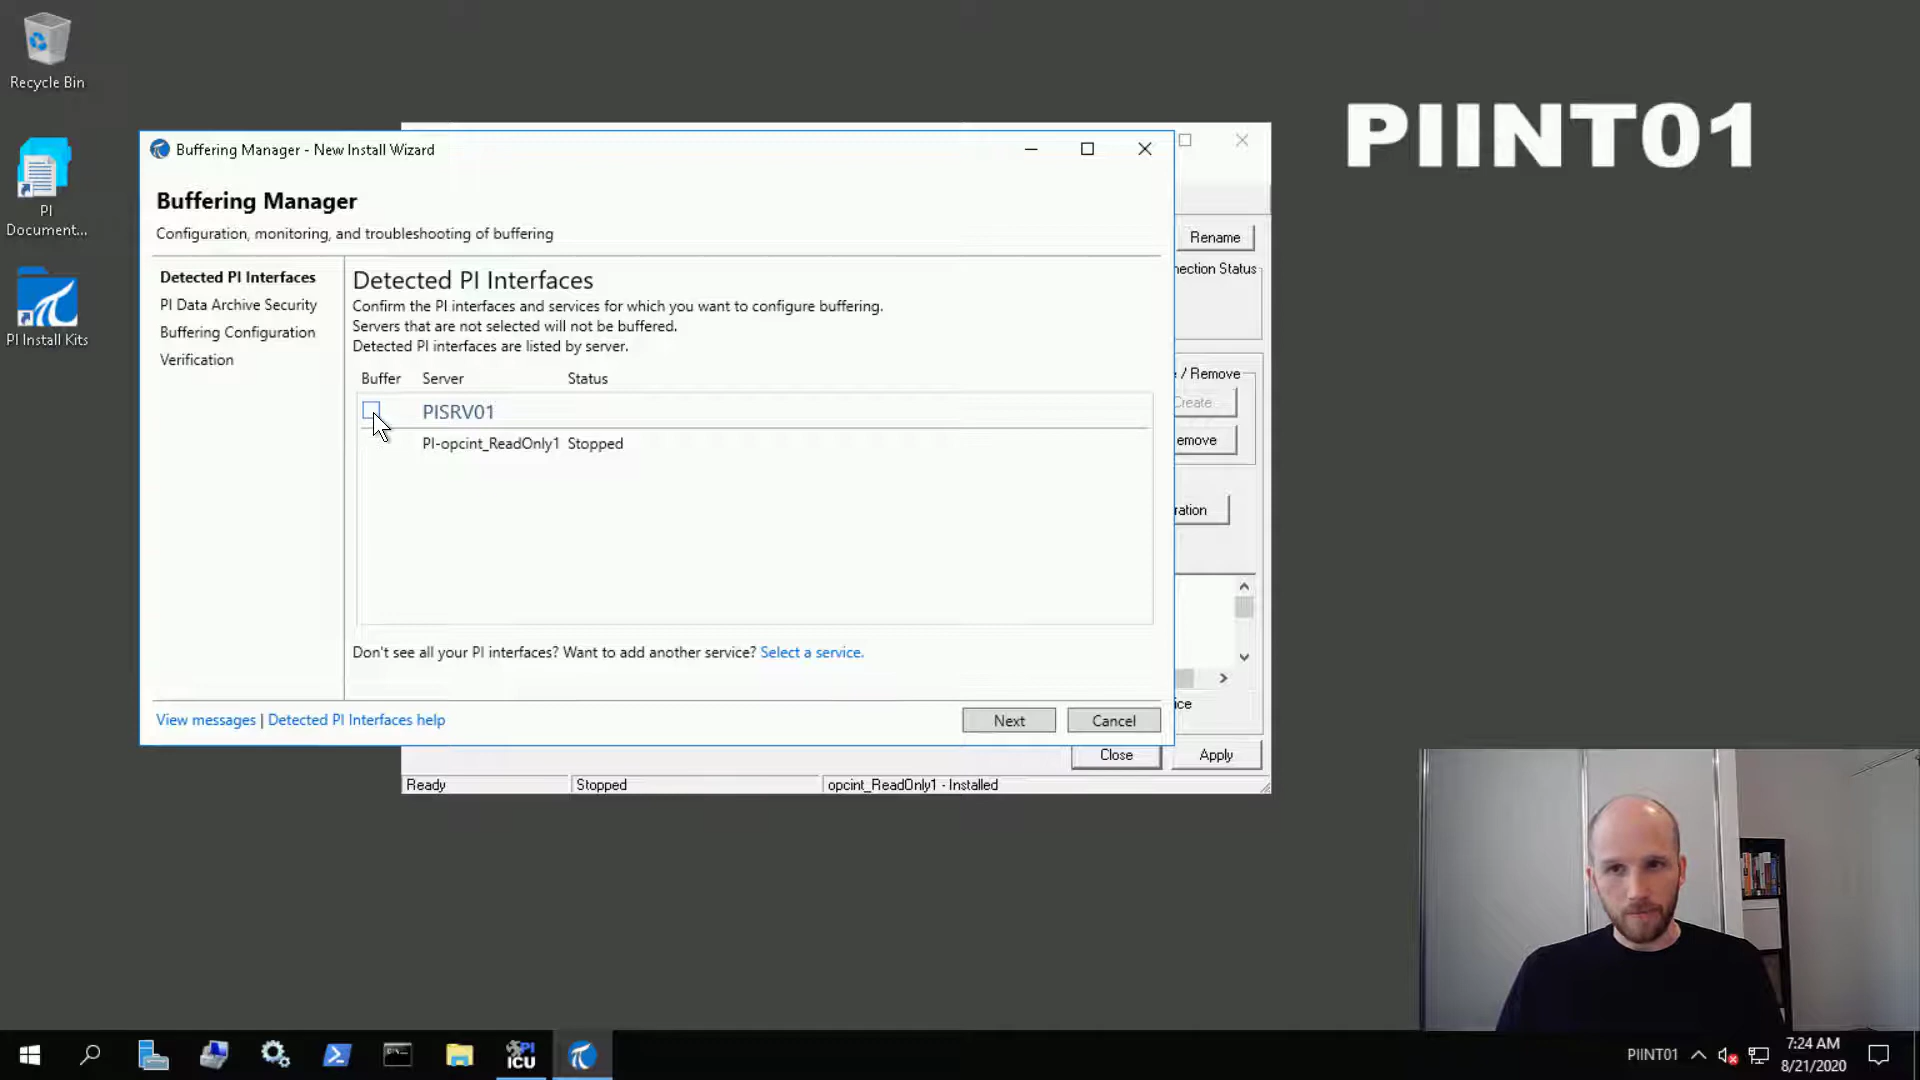 Recycle Bin
PI
Document...
PI Install Kits
PIINT01
Buffering Manager - New Install Wizard
Buffering Manager
Configuration, monitoring, and troubleshooting of buffering
Detected PI Interfaces
PI Data Archive Security
Buffering Configuration
Verification
Detected PI Interfaces
Confirm the PI interfaces and services for which you want to configure buffering.
Servers that are not selected will not be buffered.
Detected PI interfaces are listed by server.
Buffer Server Status
PISRV01
PI-opcint_ReadOnly1 Stopped
Don't see all your PI interfaces? Want to add another service? Select a service.
View messages | Detected PI Interfaces help
Next Cancel
Rename
nection Status
/ Remove
Create
emove
ration
ice
Close Apply
Ready Stopped opcint_ReadOnly1 - Installed
PI
ICU
PIINT01
7:24 AM
8/21/2020